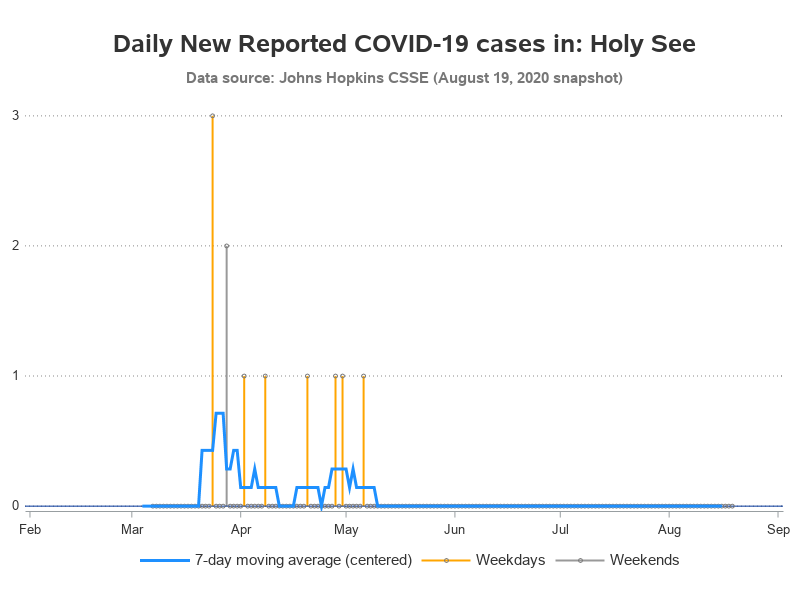 Daily New Reported COVID-19 cases in: Holy See
Data source: Johns Hopkins CSSE (August 19, 2020 snapshot)
3
2
1
0
Feb Mar Apr May Jun Jul Aug Sep
7-day moving average (centered) Weekdays Weekends